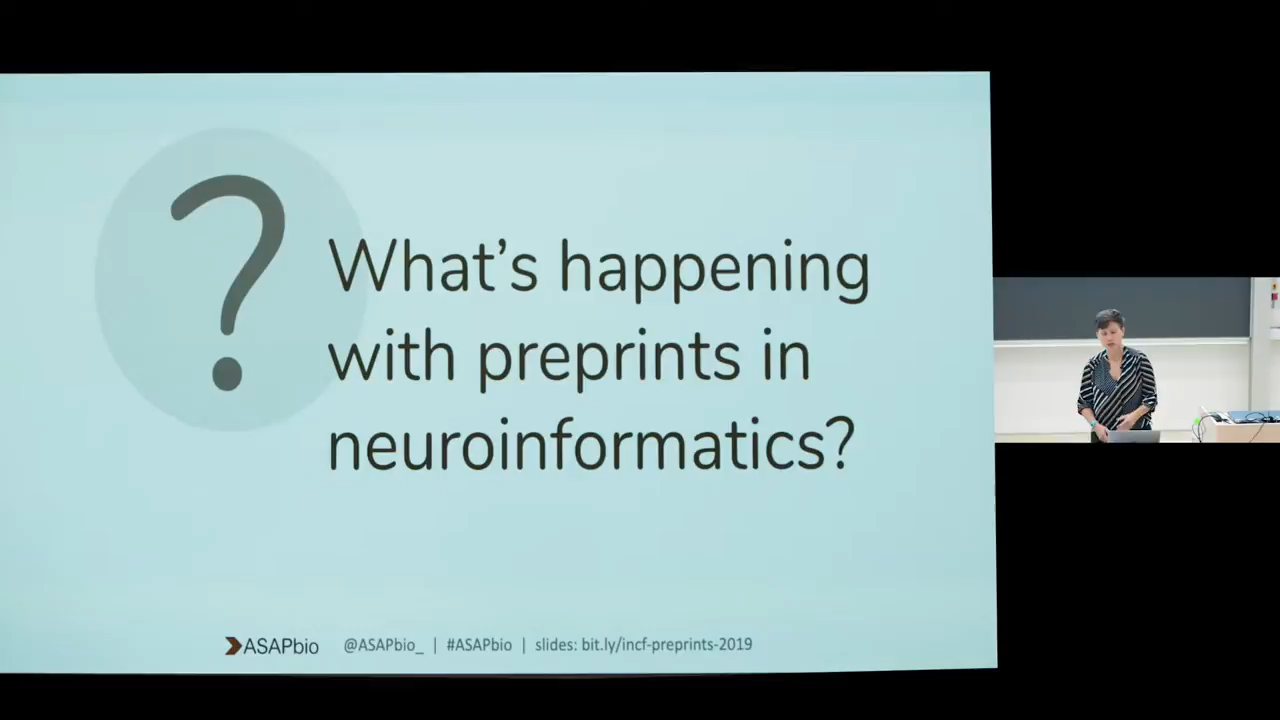 ?
What's happening
with preprints in
neuroinformatics?
ASAPbio @ASAPbio_ | #ASAPbio | slides: bit.ly/incf-preprints-2019